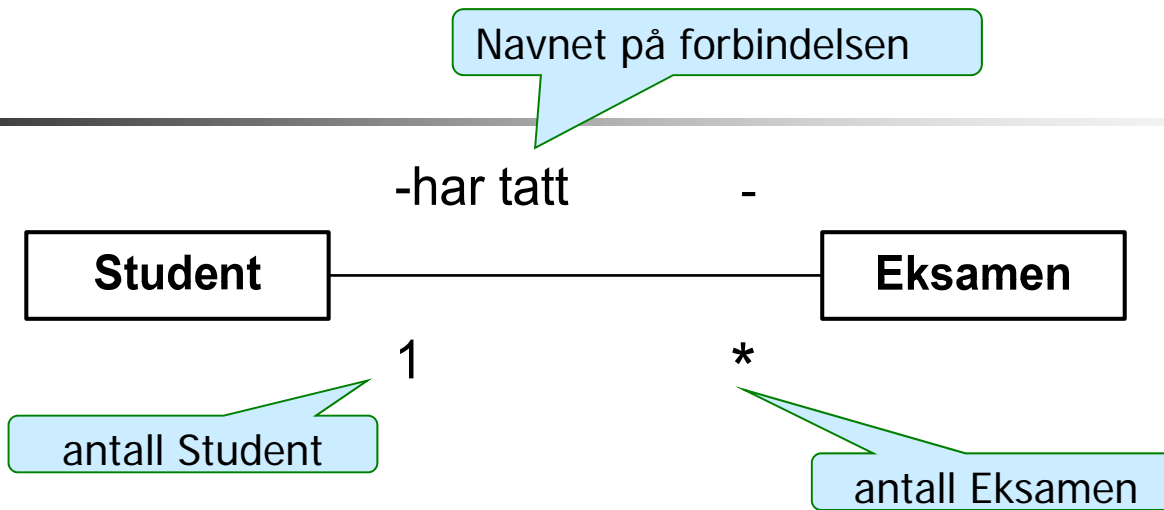 Navnet på forbindelsen
-har tatt -
Student Eksamen
1 *
antall Student
antall Eksamen